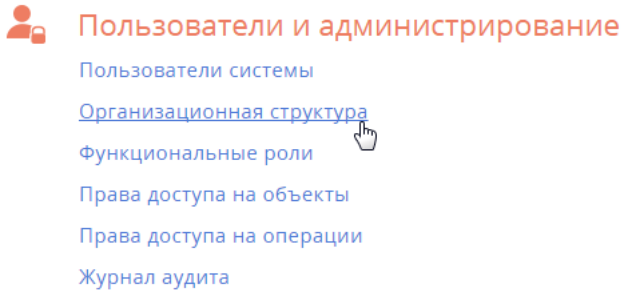 Пользователи и администрирование
Пользователи системы
Организационная структура
Функциональные роли
Права доступа на объекты
Права доступа на операции
Журнал аудита